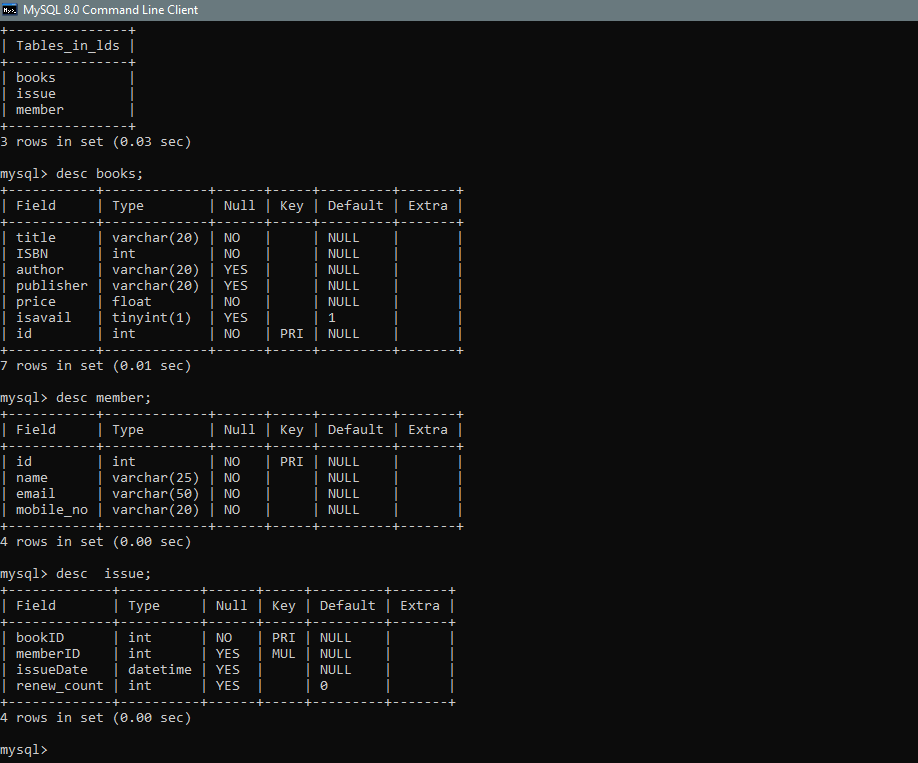 MySQL 8.0 Command Line Client
+---------------+
| Tables_in_lds |
+---------------+
| books         |
| issue         |
| member        |
+---------------+
3 rows in set (0.03 sec)
mysql> desc books;
+-----------+-------------+------+-----+---------+-------+
| Field     | Type        | Null | Key | Default | Extra |
+-----------+-------------+------+-----+---------+-------+
| title     | varchar(20) | NO   |     | NULL    |       |
| ISBN      | int         | NO   |     | NULL    |       |
| author    | varchar(20) | YES  |     | NULL    |       |
| publisher | varchar(20) | YES  |     | NULL    |       |
| price     | float       | NO   |     | NULL    |       |
| isavail   | tinyint(1)  | YES  |     | 1       |       |
| id        | int         | NO   | PRI | NULL    |       |
+-----------+-------------+------+-----+---------+-------+
7 rows in set (0.01 sec)
mysql> desc member;
+-----------+-------------+------+-----+---------+-------+
| Field     | Type        | Null | Key | Default | Extra |
+-----------+-------------+------+-----+---------+-------+
| id        | int         | NO   | PRI | NULL    |       |
| name      | varchar(25) | NO   |     | NULL    |       |
| email     | varchar(50) | NO   |     | NULL    |       |
| mobile_no | varchar(20) | NO   |     | NULL    |       |
+-----------+-------------+------+-----+---------+-------+
4 rows in set (0.00 sec)
mysql> desc  issue;
+-------------+----------+------+-----+---------+-------+
| Field       | Type     | Null | Key | Default | Extra |
+-------------+----------+------+-----+---------+-------+
| bookID      | int      | NO   | PRI | NULL    |       |
| memberID    | int      | YES  | MUL | NULL    |       |
| issueDate   | datetime | YES  |     | NULL    |       |
| renew_count | int      | YES  |     | 0       |       |
+-------------+----------+------+-----+---------+-------+
4 rows in set (0.00 sec)
mysql>